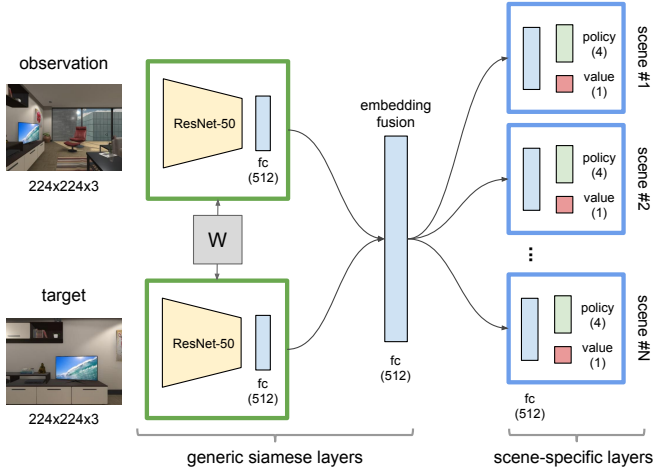 observation
224x224x3
ResNet-50
fc
(512)
W
target
224x224x3
ResNet-50
fc
(512)
embedding
fusion
fc
(512)
policy
(4)
value
(1)
scene #1
policy
(4)
value
(1)
scene #2
...
policy
(4)
value
(1)
scene #N
fc
(512)
generic siamese layers
scene-specific layers